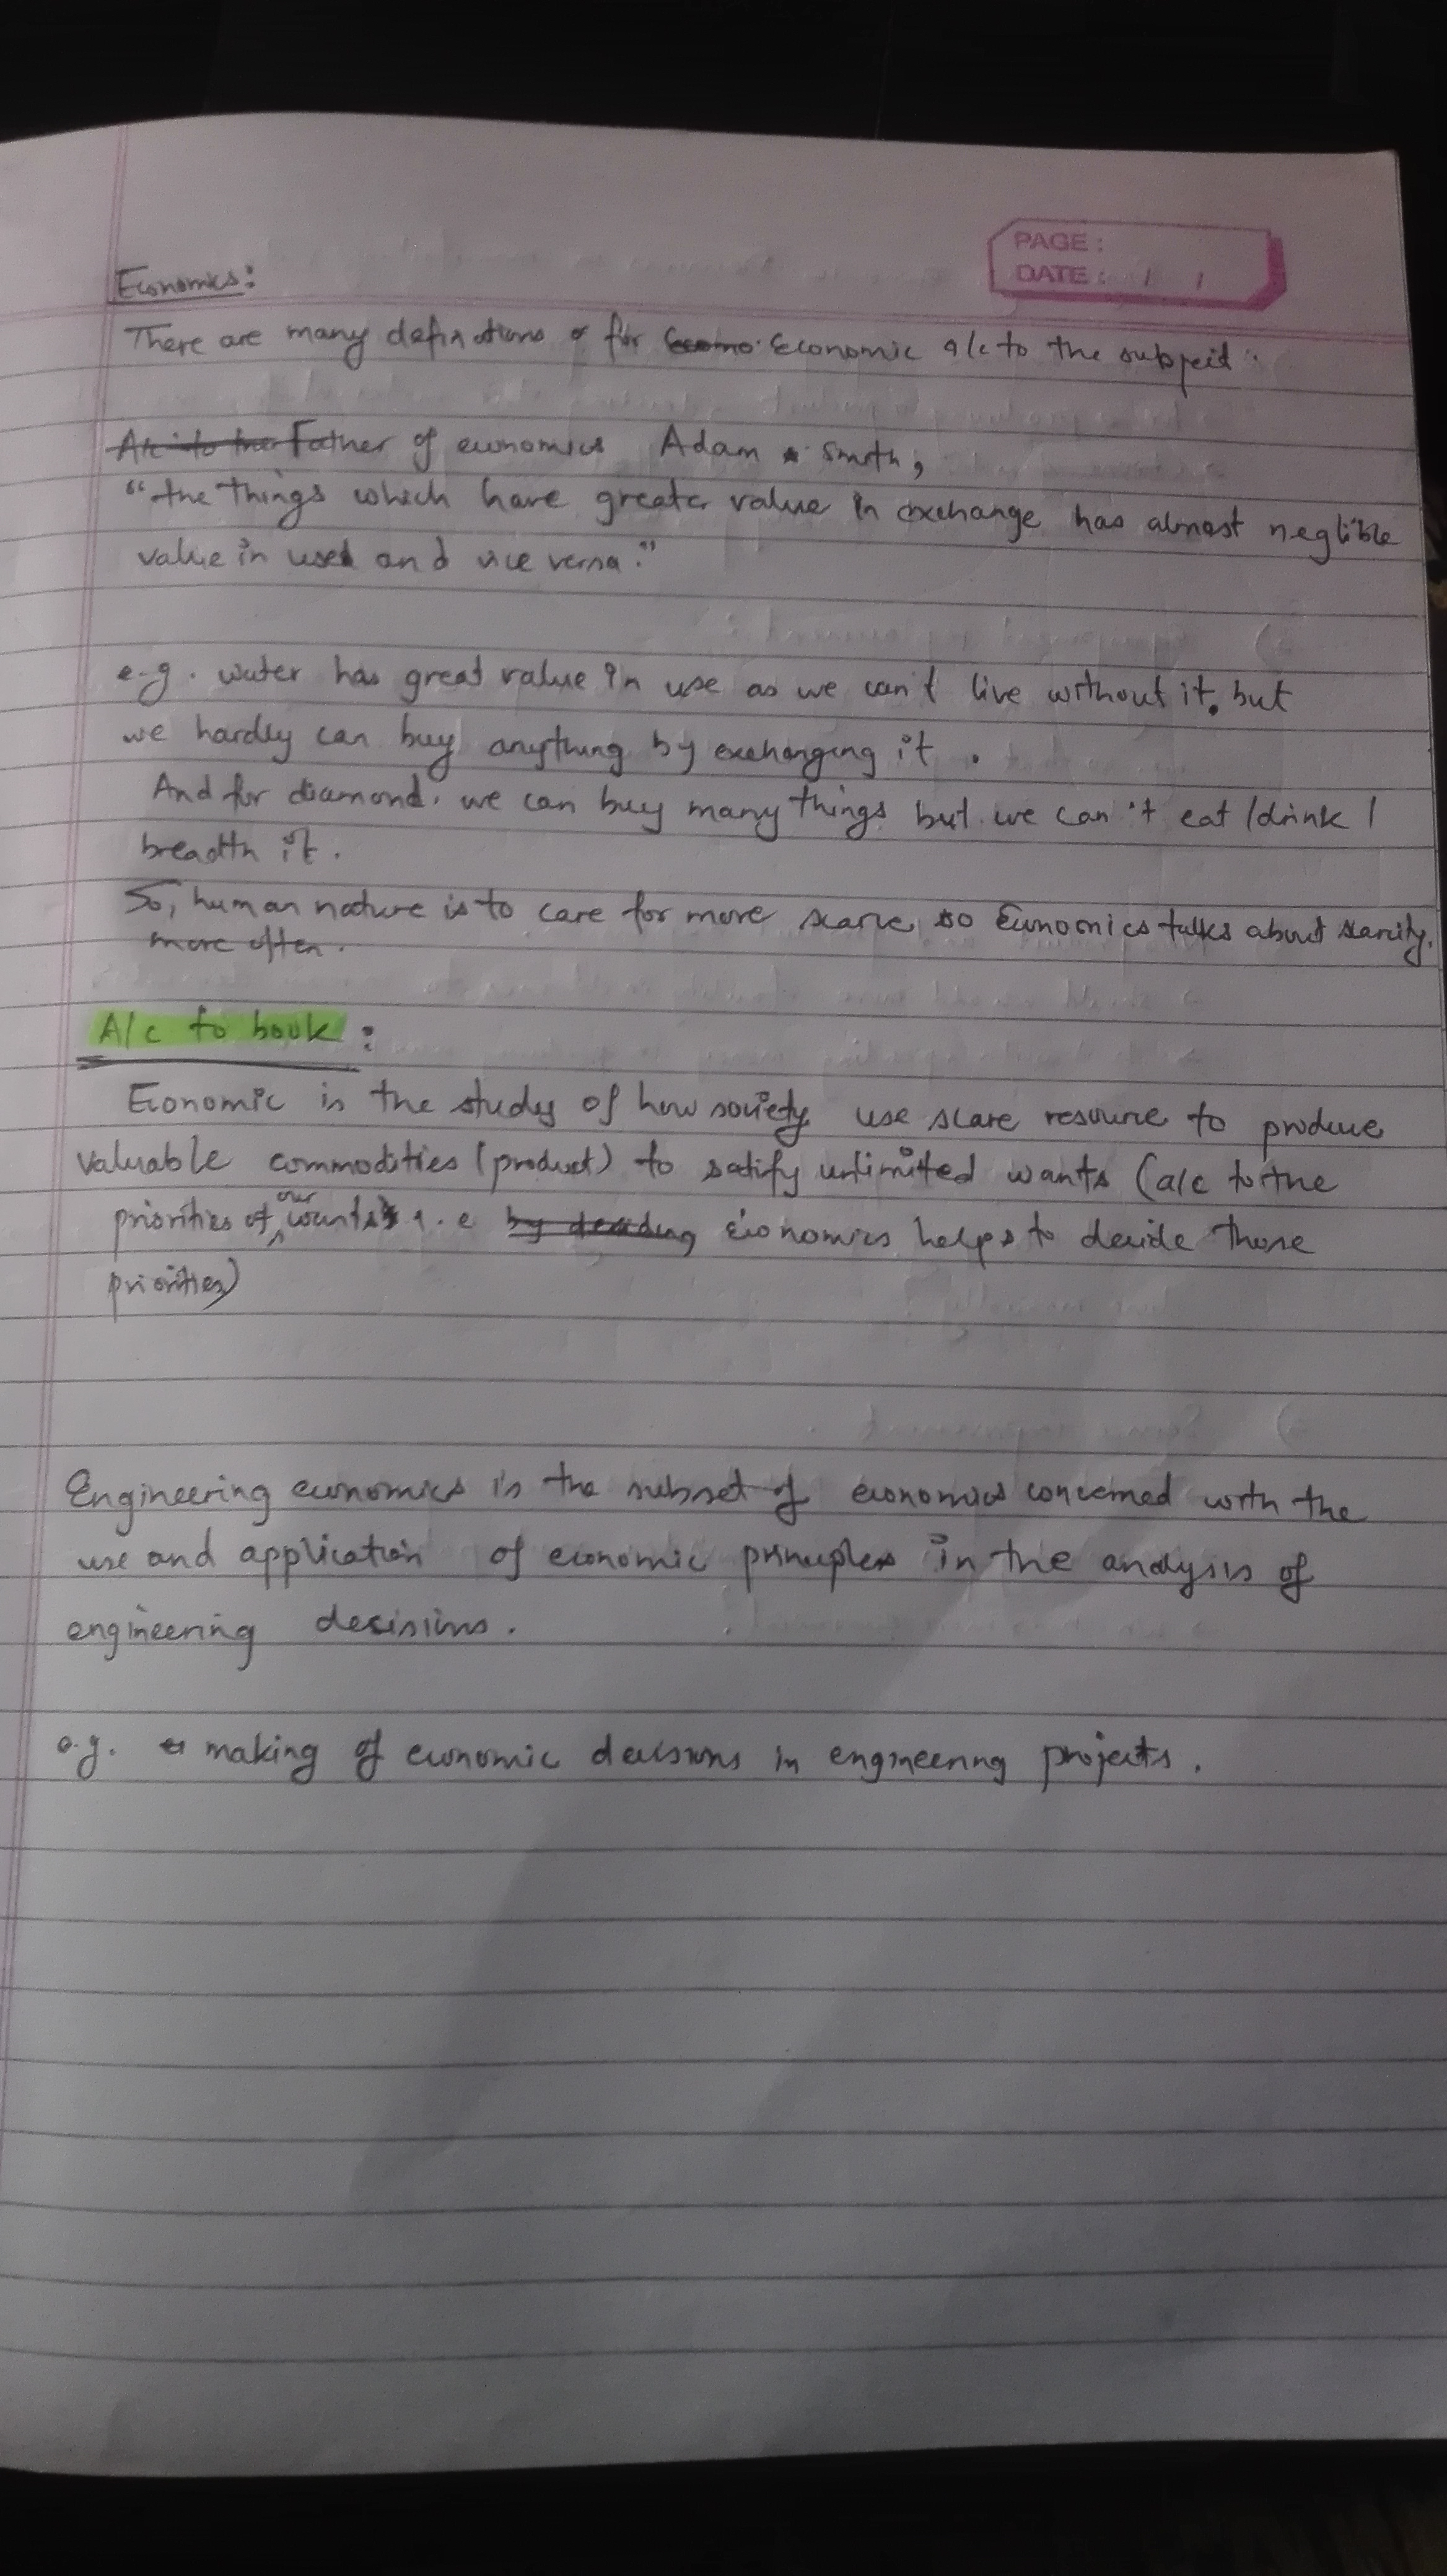 PAGE :
DATE : / /
Economics:
There are many definitions of for Economic a/c to the subject :
A/c to the Father of economics Adam Smith,
"the things which have greater value in exchange has almost neglible
value in used and vice versa."
e.g. water has great value in use as we can't live without it. but
we hardly can buy anything by exchanging it .
And for diamond. we can buy many things but we can't eat /drink /
breadth it.
So, human nature is to care for more scarce so Economics talks about scarcity.
more often.
A/c to book :
Economic is the study of how society use scare resource to produce
valuable commodities (product) to satify unlimited wants (a/c to the
priorities of our wants i.e by deciding economics helps to decide those
priorities)
Engineering economics is the subset of economics concerned with the
use and application of economic principles in the analysis of
engineering decisions.
e.g. making of economic decisions in engineering projects.